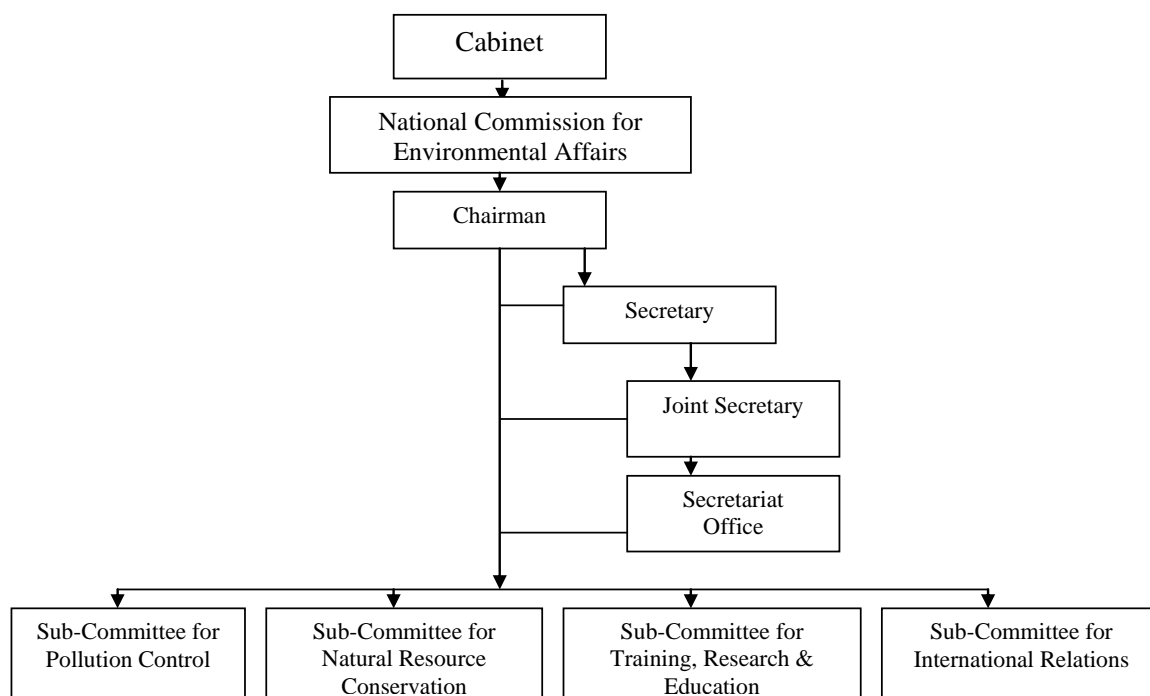 Cabinet
National Commission for
Environmental Affairs
Chairman
Secretary
Joint Secretary
Secretariat
Office
Sub-Committee for
Pollution Control
Sub-Committee for
Natural Resource
Conservation
Sub-Committee for
Training, Research &
Education
Sub-Committee for
International Relations